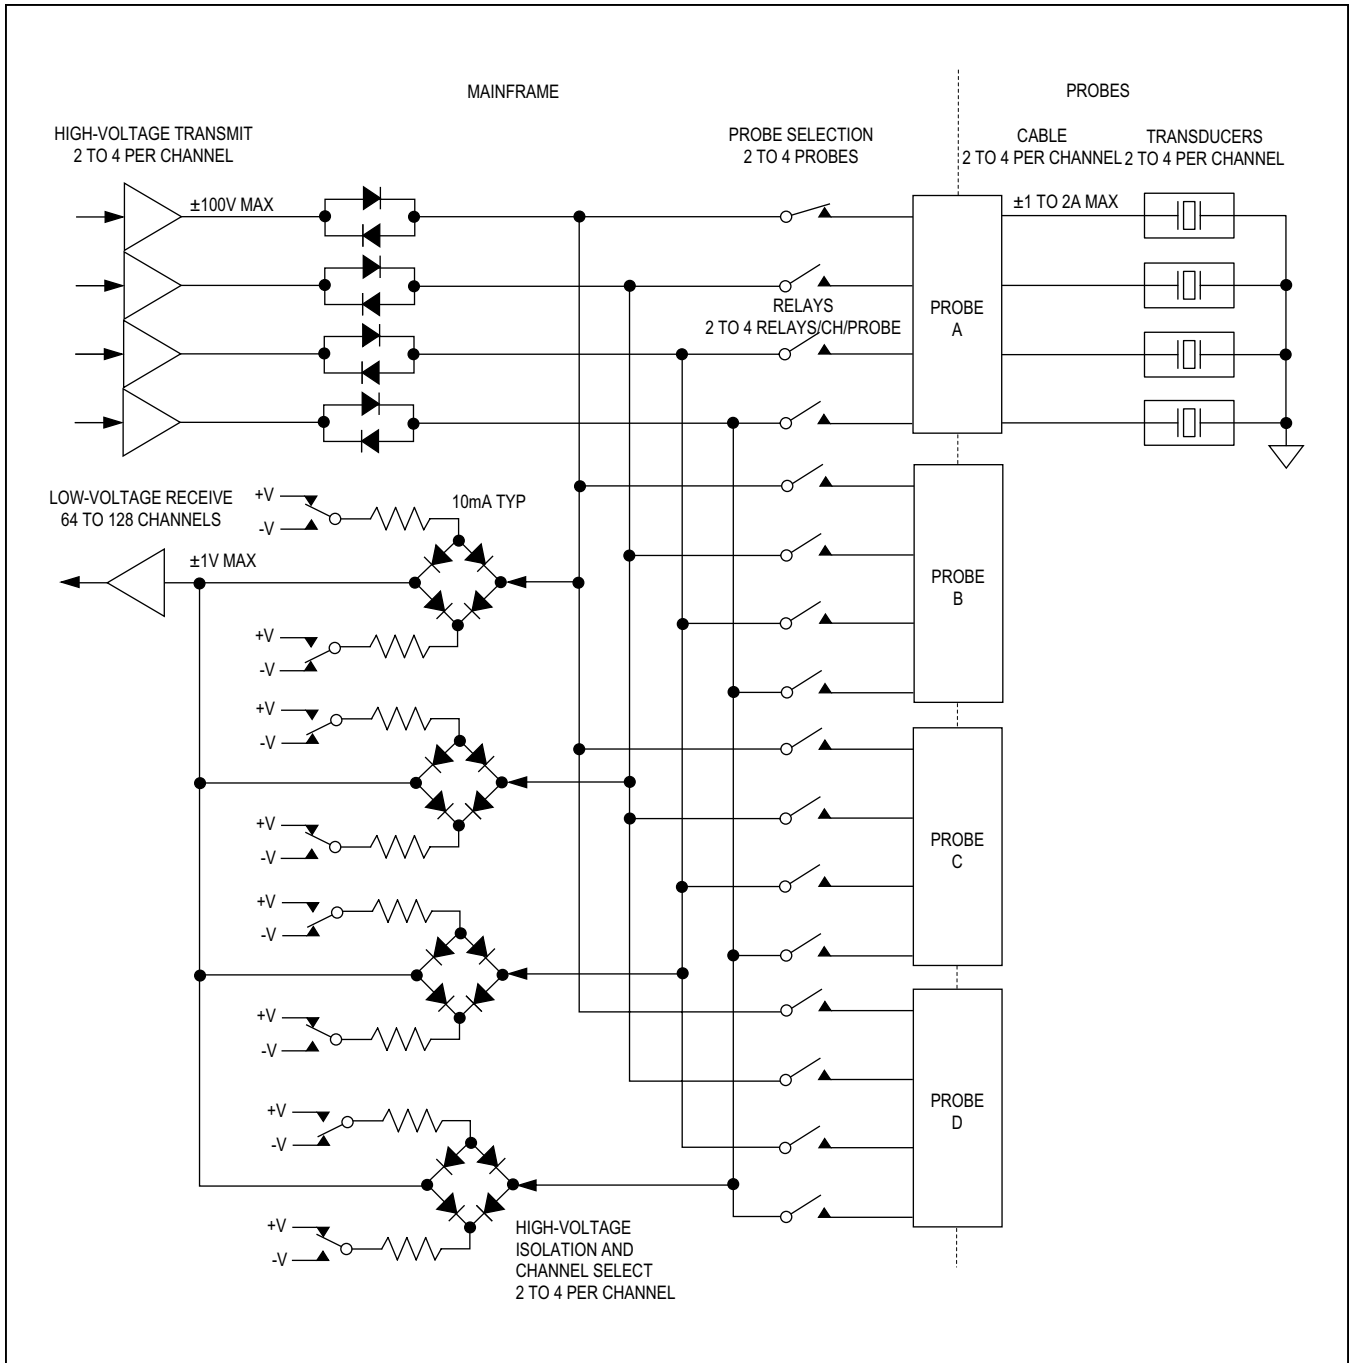 MAINFRAME
PROBES
HIGH-VOLTAGE TRANSMIT
2 TO 4 PER CHANNEL
PROBE SELECTION
2 TO 4 PROBES
CABLE
2 TO 4 PER CHANNEL
TRANSDUCERS
2 TO 4 PER CHANNEL
±100V MAX
±1 TO 2A MAX
RELAYS
2 TO 4 RELAYS/CH/PROBE
PROBE
A
LOW-VOLTAGE RECEIVE
64 TO 128 CHANNELS
+V
-V
10mA TYP
±1V MAX
PROBE
B
+V
-V
+V
-V
+V
-V
PROBE
C
+V
-V
+V
-V
PROBE
D
+V
-V
+V
-V
HIGH-VOLTAGE
ISOLATION AND
CHANNEL SELECT
2 TO 4 PER CHANNEL